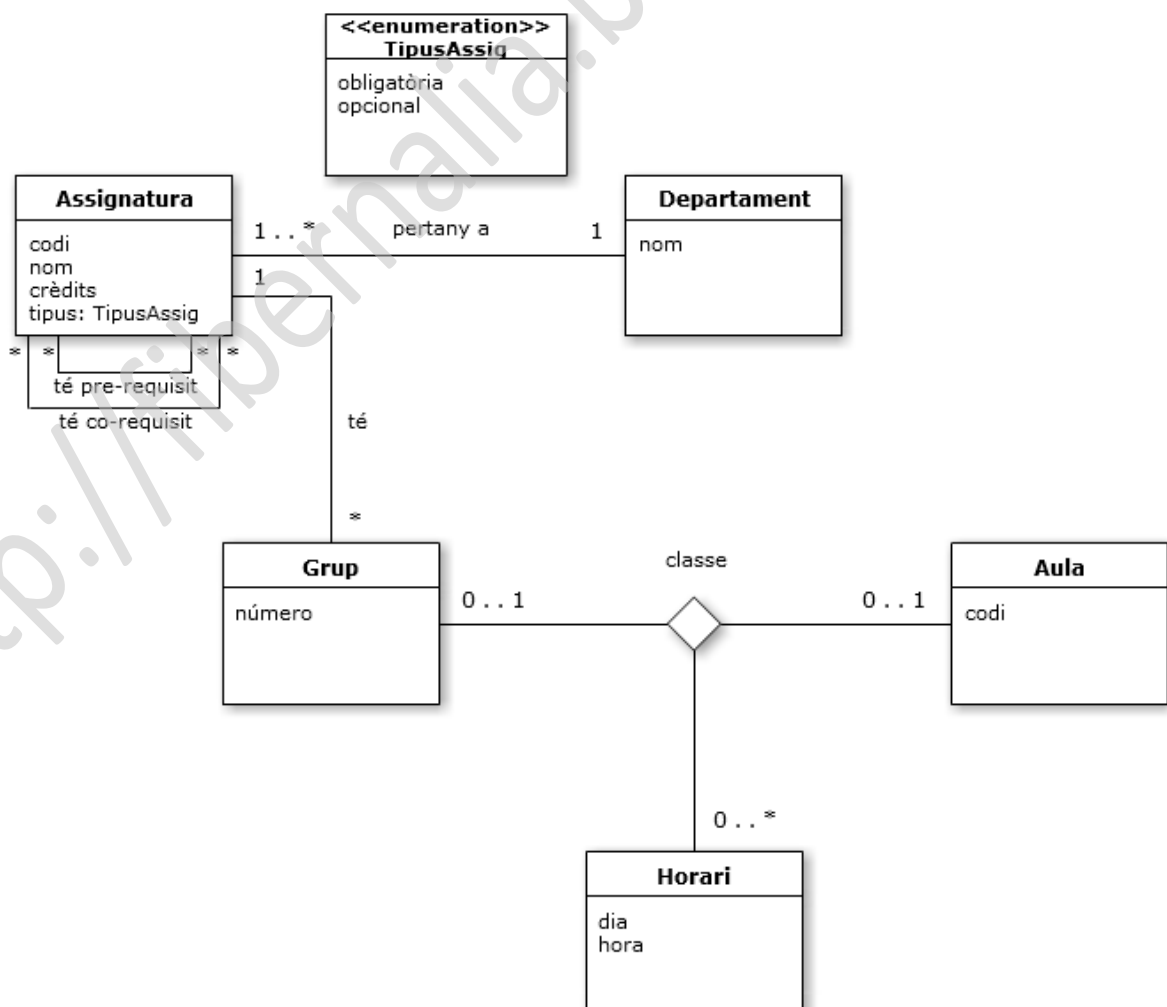 <<enumeration>>
TipusAssig
obligatòria
opcional
Assignatura
codi
nom
crèdits
tipus: TipusAssig
Departament
nom
1 . . *
pertany a
1
1
* * * *
té pre-requisit
té co-requisit
té
*
Grup
número
0 . . 1
classe
0 . . 1
Aula
codi
0 . . *
Horari
dia
hora
p://fibernalia.b